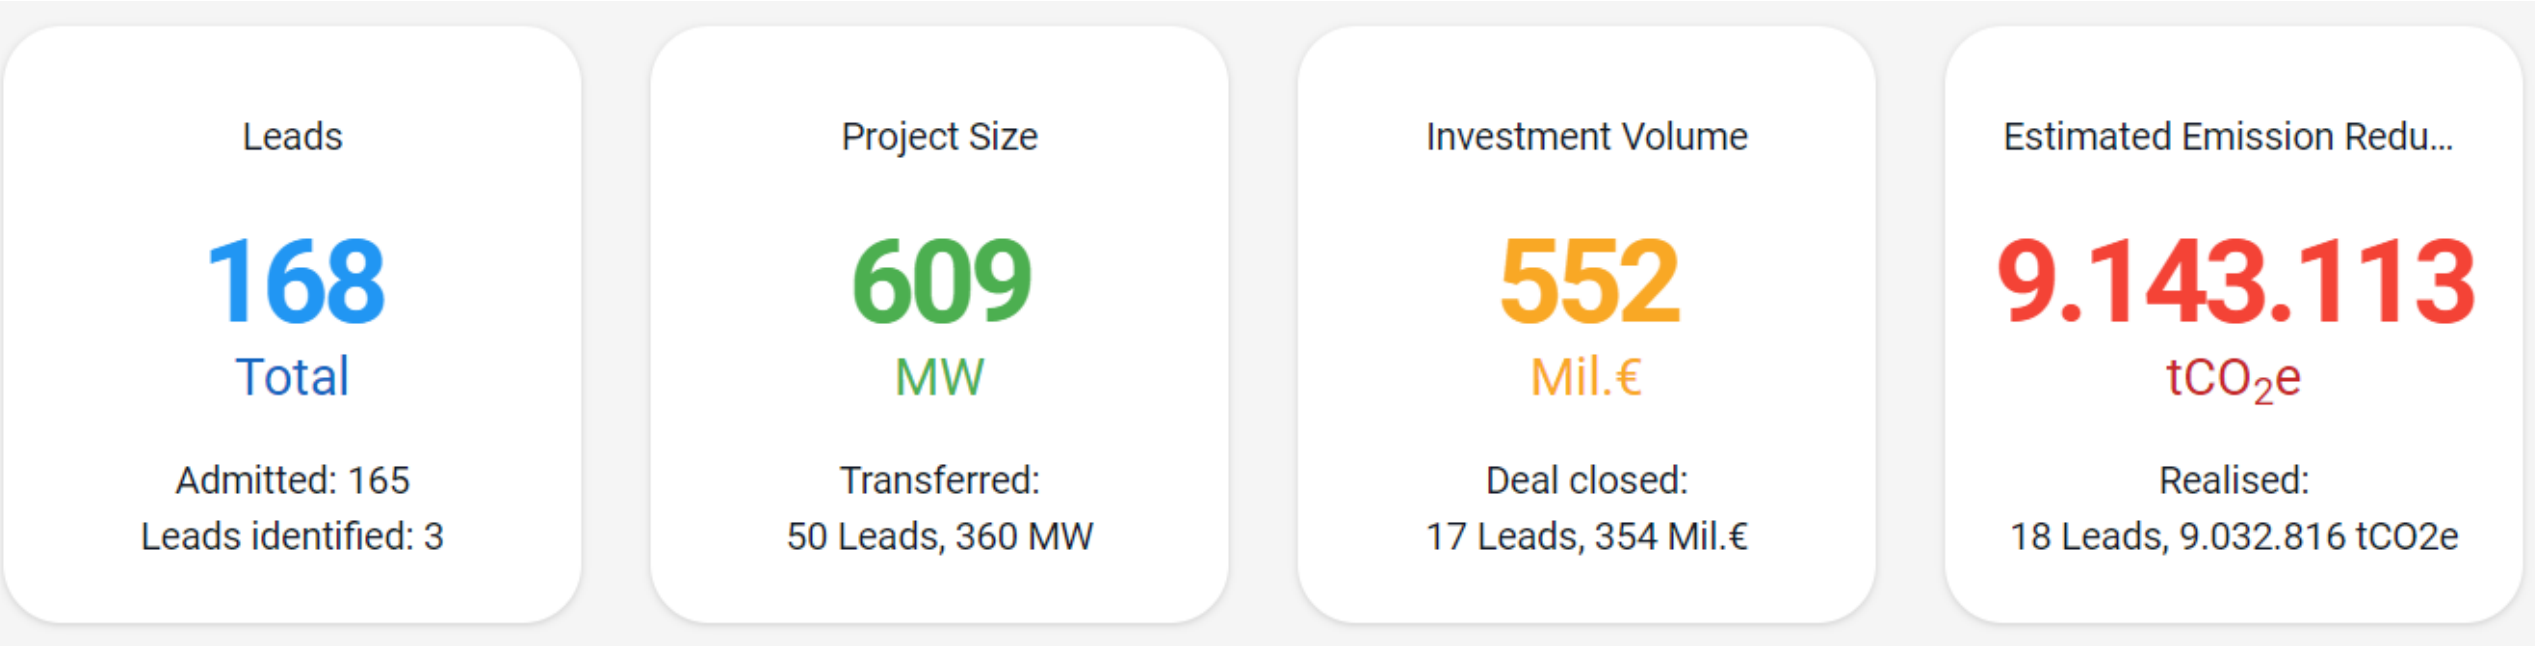 Leads
168
Total
Admitted: 165
Leads identified: 3
Project Size
609
MW
Transferred:
50 Leads, 360 MW
Investment Volume
552
Mil.€
Deal closed:
17 Leads, 354 Mil.€
Estimated Emission Redu...
9.143.113
tCO₂e
Realised:
18 Leads, 9.032.816 tCO2e